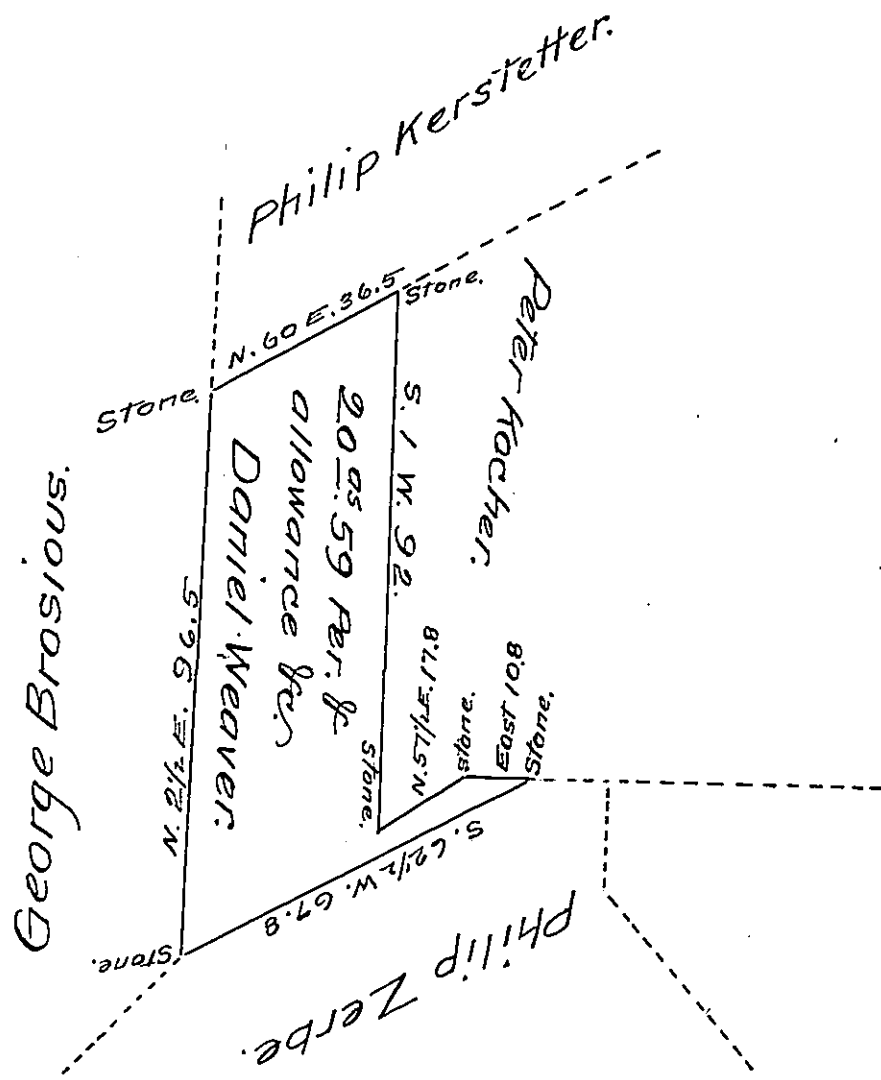 Philip Kerstetter.
N. 60 E. 36.5
Stone.
Stone.
Peter Kocher.
S. 1 W. 92.
20 as. 59 Per. &
allowance &c.
Daniel Weaver.
George Brosious.
N. 2½ E. 96.5
N. 57½ E. 17.8
Stone.
Stone.
East 10.8
Stone.
S. 62½ W. 67.8
Stone.
Philip Zerbe.